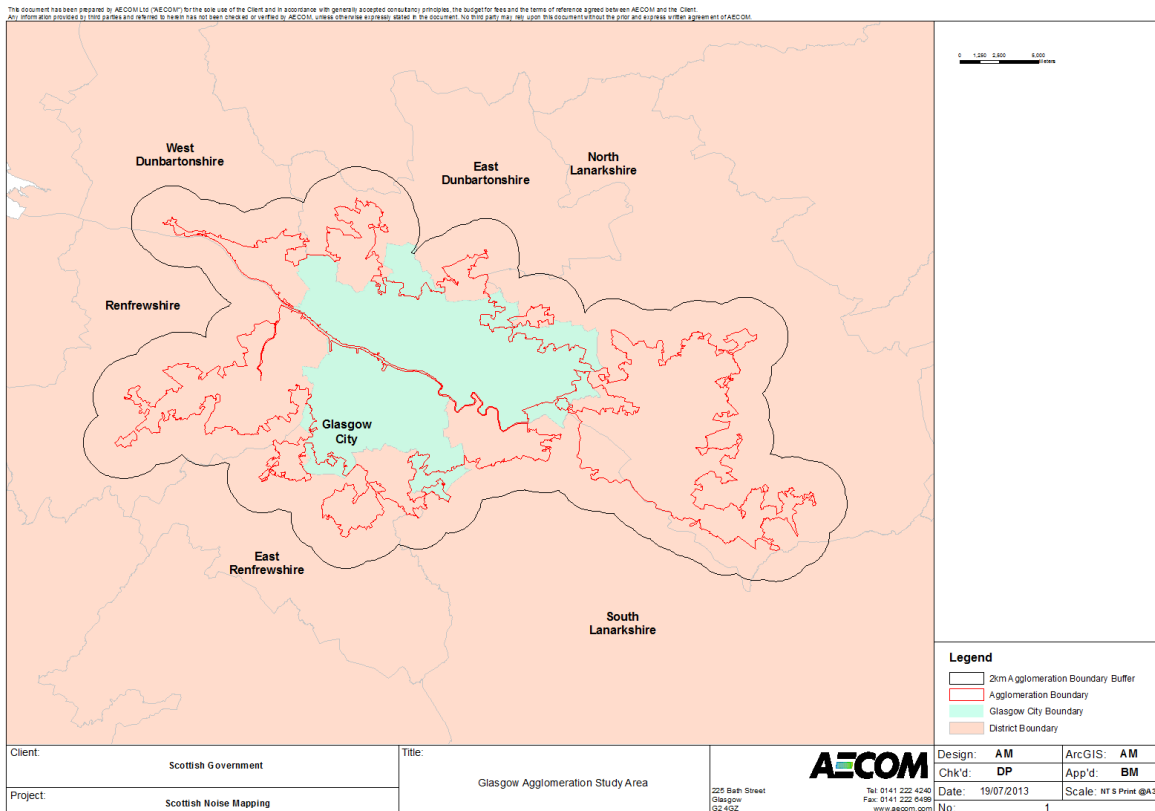 This document has been prepared by AECOM Ltd ("AECOM") for the sole use of the Client and in accordance with generally accepted consultancy principles, the budget for fees and the terms of reference agreed between AECOM and the Client.
Any information provided by third parties and referred to herein has not been checked or verified by AECOM, unless otherwise expressly stated in the document. No third party may rely upon this document without the prior and express written agreement of AECOM.
0 1,250 2,500 5,000
Meters
West
Dunbartonshire
East
Dunbartonshire
North
Lanarkshire
Renfrewshire
Glasgow
City
East
Renfrewshire
South
Lanarkshire
Legend
2km Agglomeration Boundary Buffer
Agglomeration Boundary
Glasgow City Boundary
District Boundary
Client:
Scottish Government
Project:
Scottish Noise Mapping
Title:
Glasgow Agglomeration Study Area
AECOM
225 Bath Street
Glasgow
G2 4GZ
Tel: 0141 222 4240
Fax: 0141 222 6499
www.aecom.com
Design: AM
ArcGIS: AM
Chk'd: DP
App'd: BM
Date: 19/07/2013
Scale: NTS Print @A3
No: 1